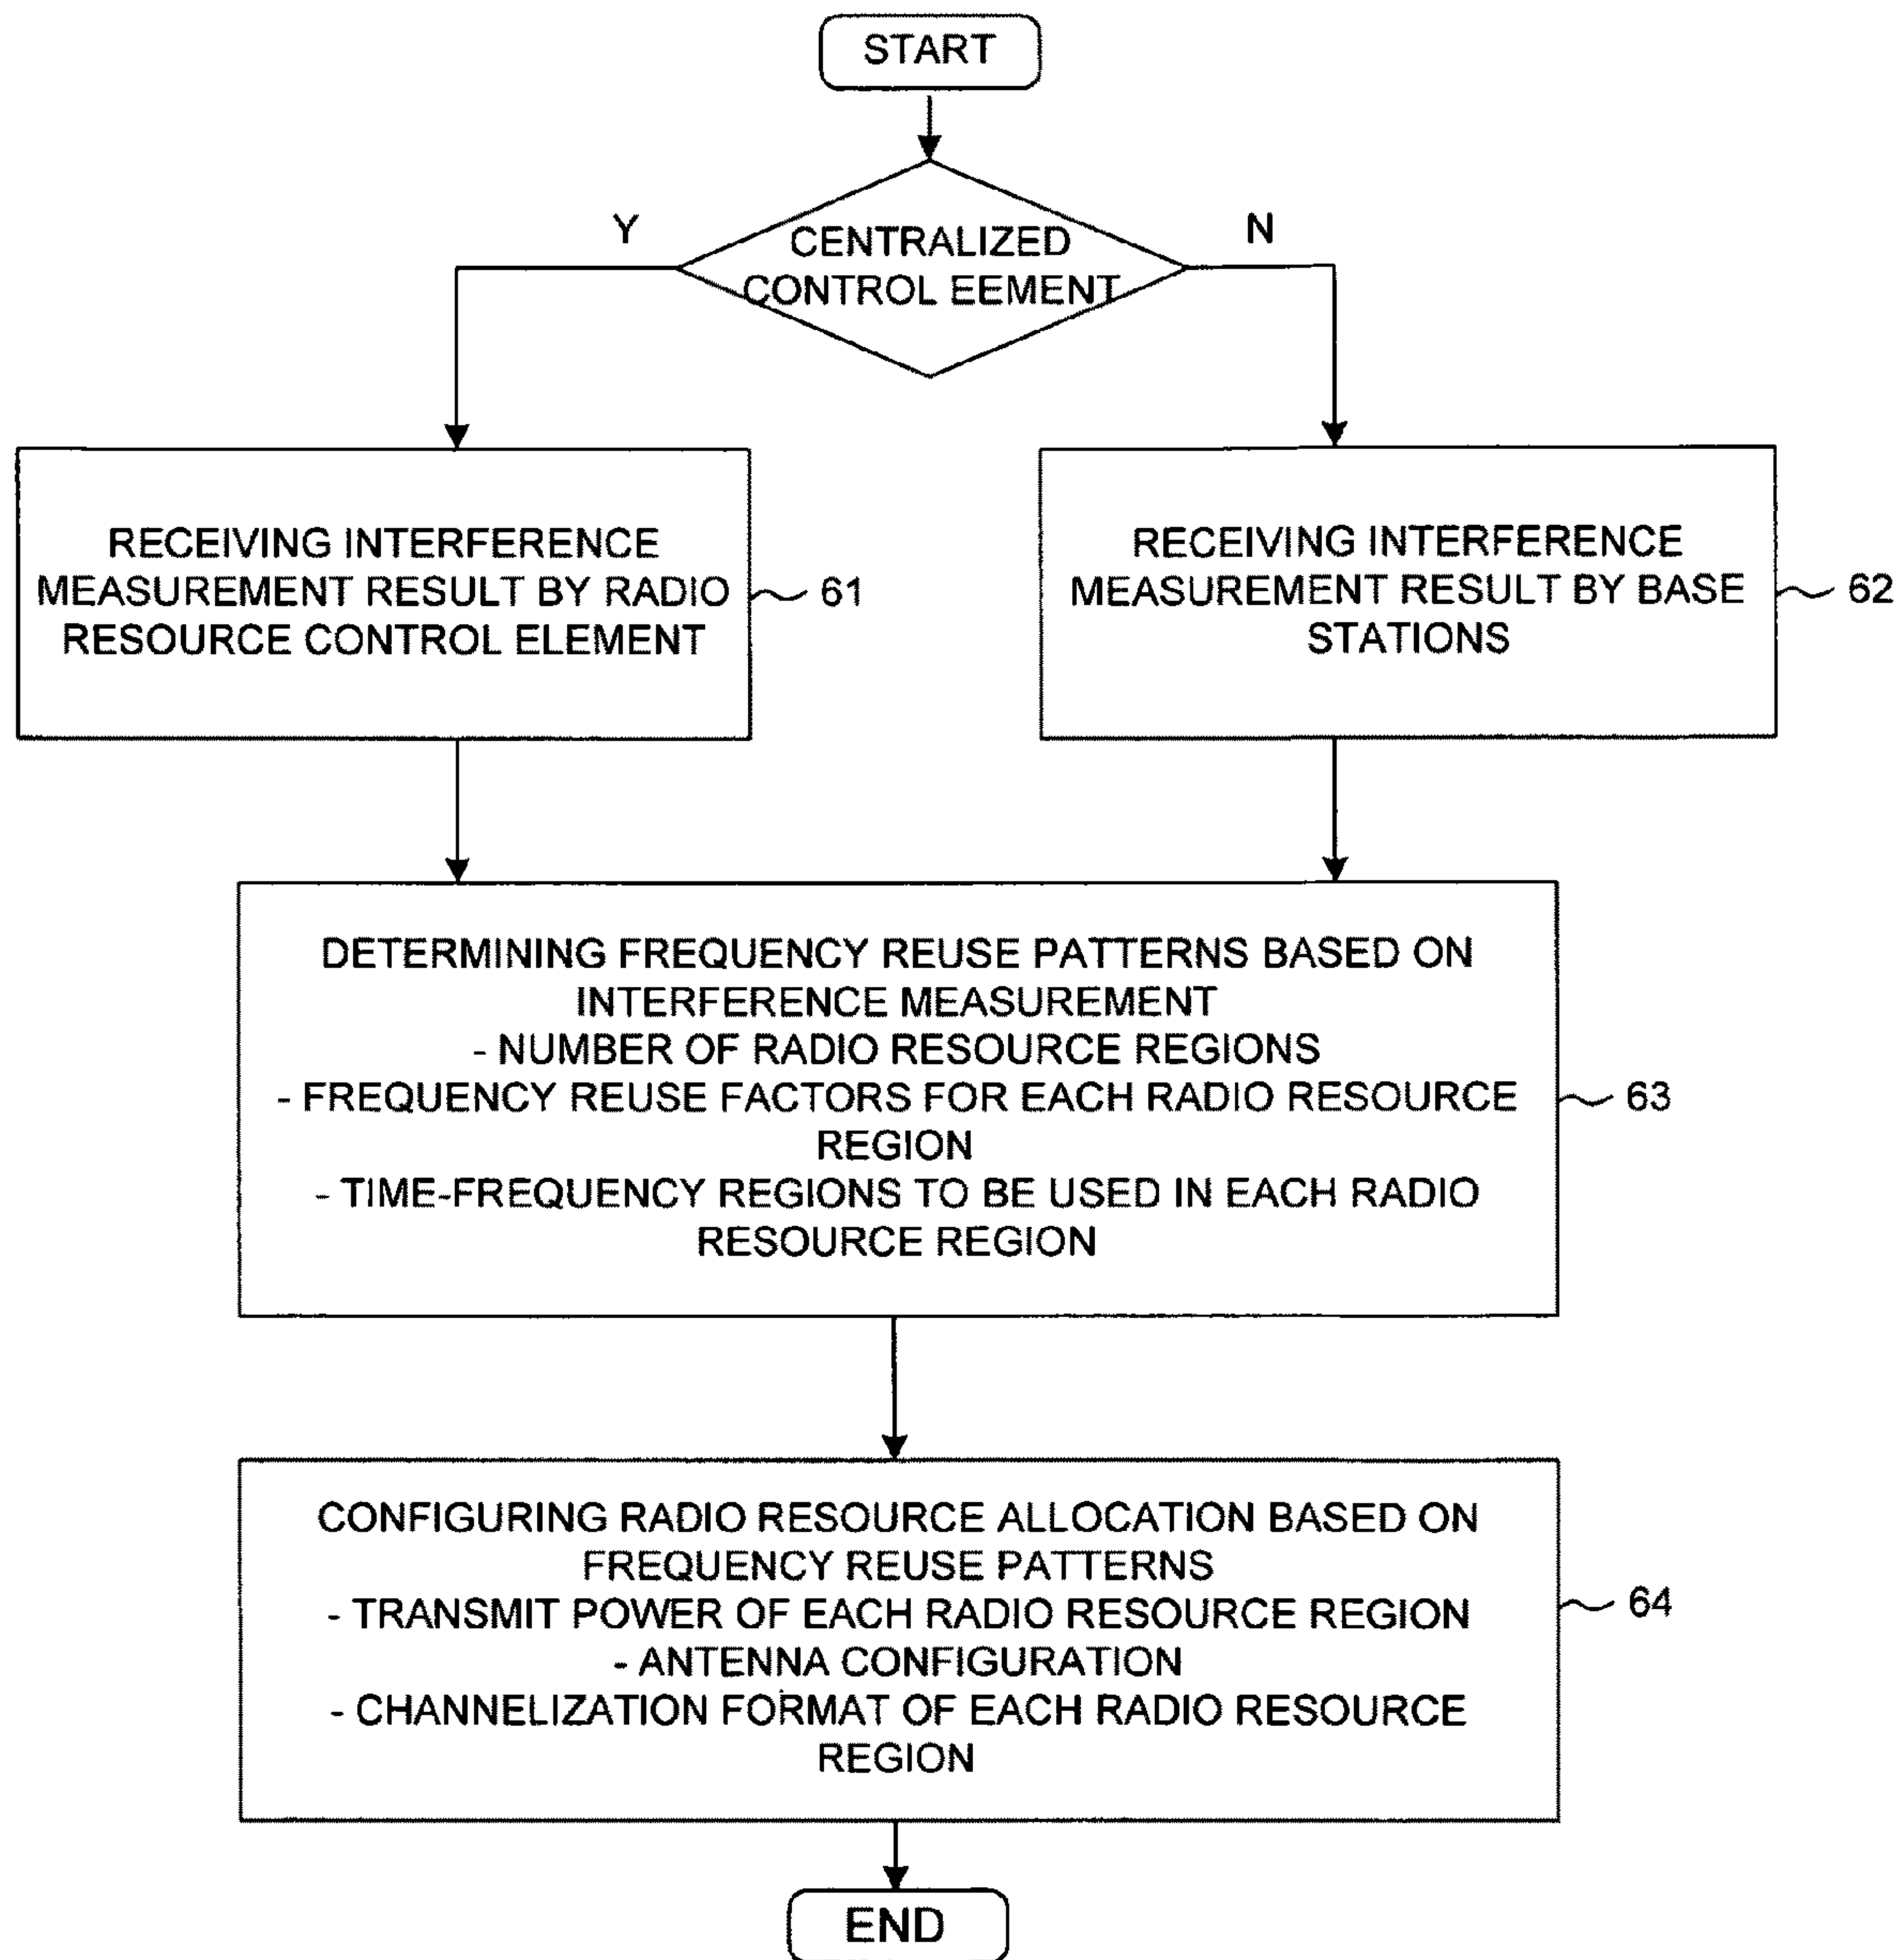 START
Y
N
CENTRALIZED
CONTROL EEMENT
RECEIVING INTERFERENCE
MEASUREMENT RESULT BY RADIO
RESOURCE CONTROL ELEMENT
61
RECEIVING INTERFERENCE
MEASUREMENT RESULT BY BASE
STATIONS
62
DETERMINING FREQUENCY REUSE PATTERNS BASED ON
INTERFERENCE MEASUREMENT
- NUMBER OF RADIO RESOURCE REGIONS
- FREQUENCY REUSE FACTORS FOR EACH RADIO RESOURCE
REGION
- TIME-FREQUENCY REGIONS TO BE USED IN EACH RADIO
RESOURCE REGION
63
CONFIGURING RADIO RESOURCE ALLOCATION BASED ON
FREQUENCY REUSE PATTERNS
- TRANSMIT POWER OF EACH RADIO RESOURCE REGION
- ANTENNA CONFIGURATION
- CHANNELIZATION FORMAT OF EACH RADIO RESOURCE
REGION
64
END